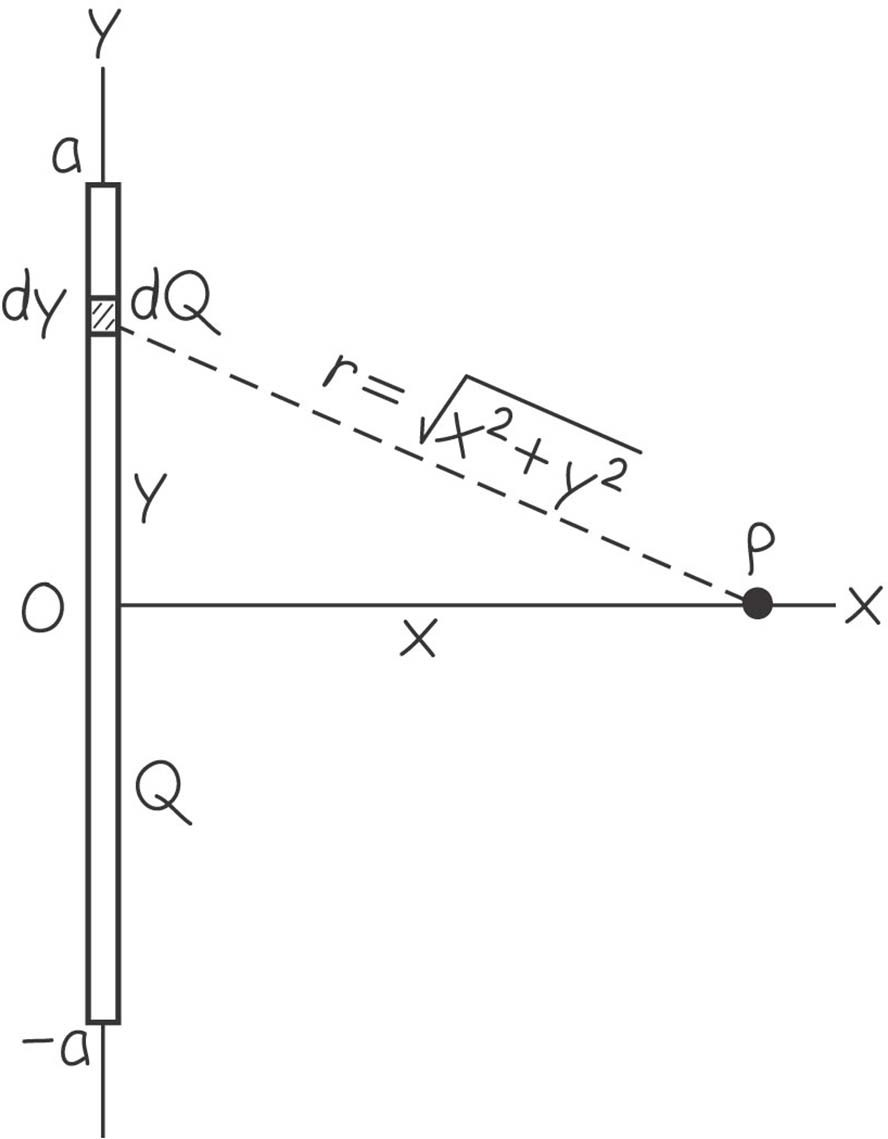 Y
a
dy
dQ
r = √x²+y²
y
P
O
x
X
Q
-a